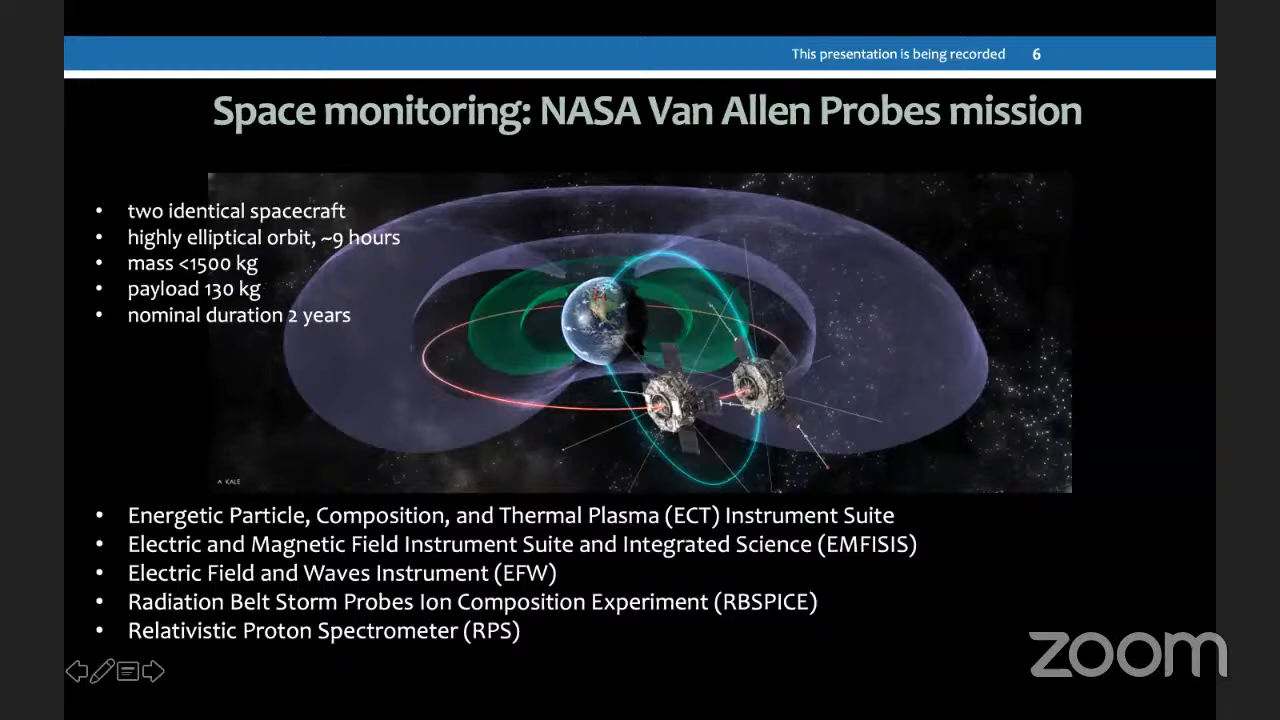 This presentation is being recorded 6
Space monitoring: NASA Van Allen Probes mission
• two identical spacecraft
• highly elliptical orbit, ~9 hours
• mass <1500 kg
• payload 130 kg
• nominal duration 2 years
A KALE
• Energetic Particle, Composition, and Thermal Plasma (ECT) Instrument Suite
• Electric and Magnetic Field Instrument Suite and Integrated Science (EMFISIS)
• Electric Field and Waves Instrument (EFW)
• Radiation Belt Storm Probes Ion Composition Experiment (RBSPICE)
• Relativistic Proton Spectrometer (RPS)
zoom